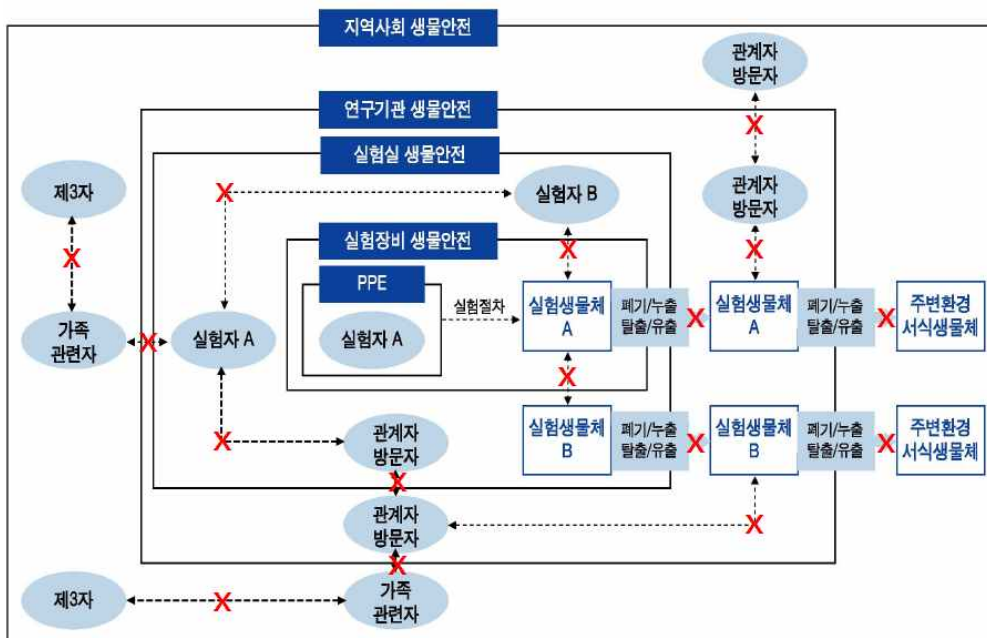 지역사회 생물안전
관계자
방문자
연구기관 생물안전
X
실험실 생물안전
제3자
X
실험자 B
관계자
방문자
X
실험장비 생물안전
X
X
PPE
실험절차
실험생물체
A
폐기/누출
탈출/유출
X
실험생물체
A
폐기/누출
탈출/유출
X
주변환경
서식생물체
가족
관련자
X
실험자 A
실험자 A
X
실험생물체
B
폐기/누출
탈출/유출
X
실험생물체
B
폐기/누출
탈출/유출
X
주변환경
서식생물체
X
관계자
방문자
X
관계자
방문자
X
X
제3자
X
가족
관련자